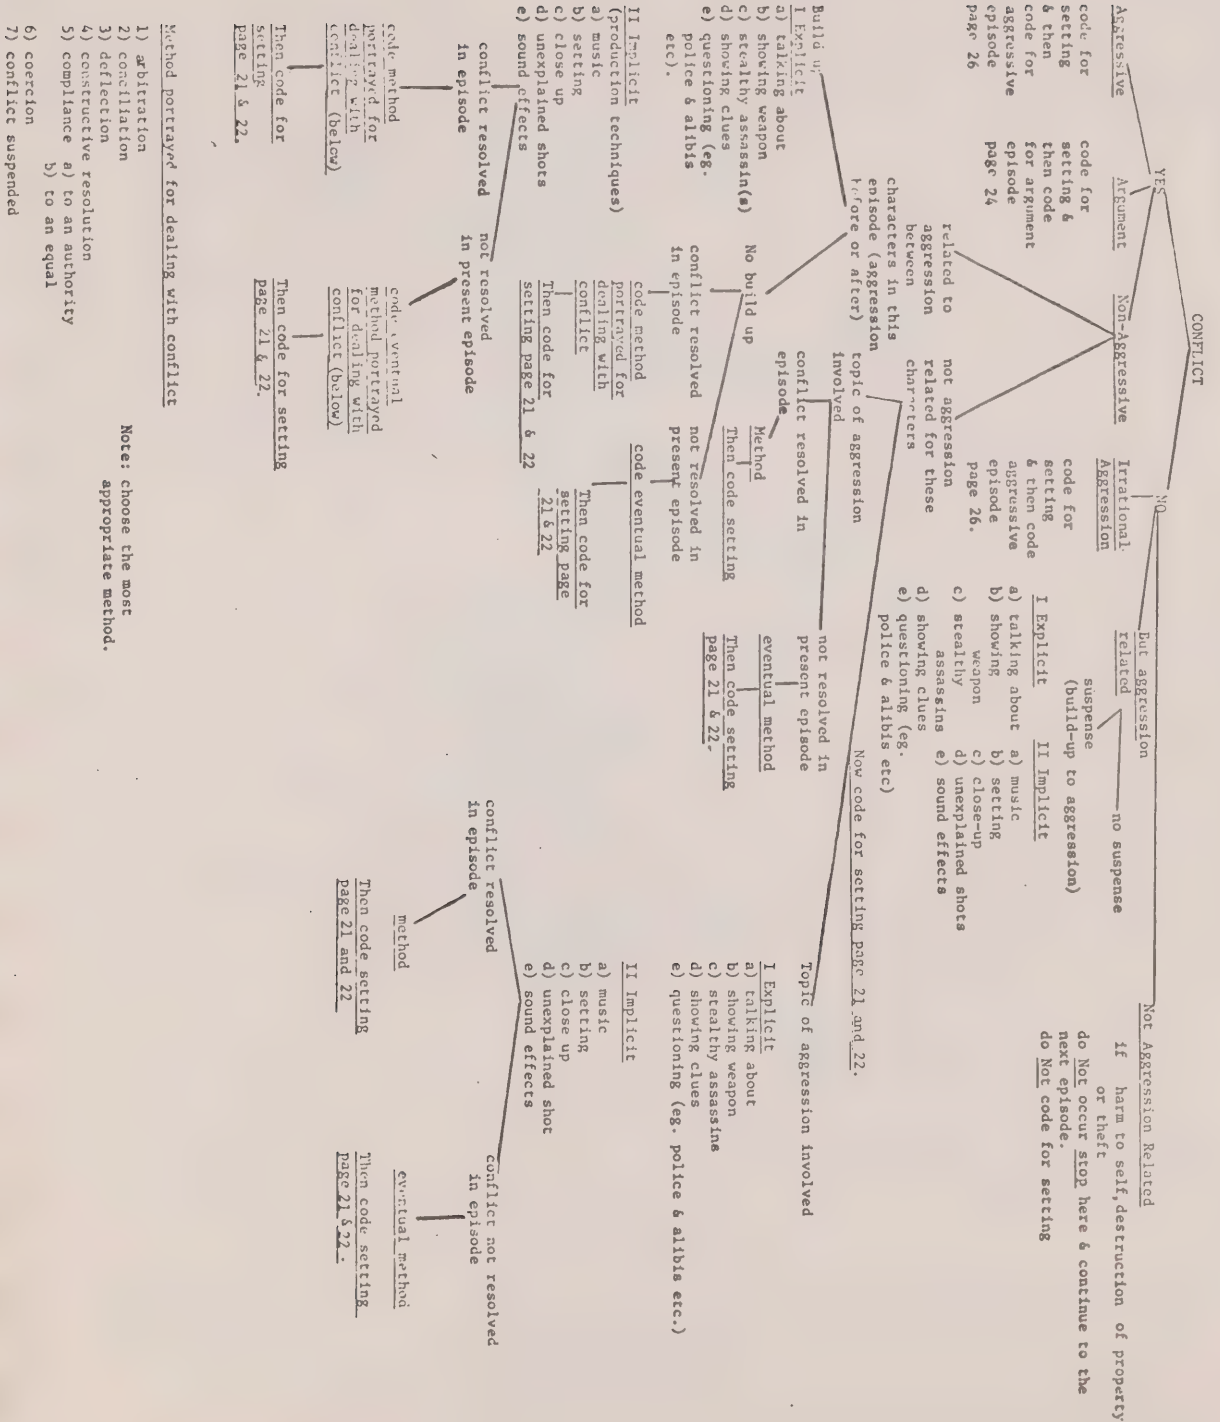 CONFLICT
YES
NO
Aggressive
code for
setting
& then
code for
aggressive
episode
page 26
Argument
code for
setting &
then code
for argument
episode
page 24
Non-Aggressive
Irrational
Aggression
code for
setting
& then code
aggressive
episode
page 26.
But aggression
related
suspense
(build-up to aggression)
no suspense
I Explicit
a) talking about
b) showing
weapon
c) stealthy
assassins
d) showing clues
e) questioning (eg.
police & alibis etc)
II Implicit
a) music
b) setting
c) close-up
d) unexplained shots
e) sound effects
Now code for setting page 21 and 22.
Not Aggression Related
if harm to self, destruction of property
or theft
do Not occur stop here & continue to the
next episode.
do Not code for setting
related to
aggression
between
characters in this
episode (aggression
before or after)
not aggression
related for these
characters
Build up
I Explicit
a) talking about
b) showing weapon
c) stealthy assassin(s)
d) showing clues
e) questioning (eg.
police & alibis
etc).
II Implicit
(production techniques)
a) music
b) setting
c) close up
d) unexplained shots
e) sound effects
conflict resolved
in episode
code method
portrayed for
dealing with
conflict (below)
Then code for
setting
page 21 & 22.
not resolved
in present episode
code eventual
method portrayed
for dealing with
conflict (below)
Then code for setting
page 21 & 22.
No build up
conflict resolved
in episode
code method
portrayed for
dealing with
conflict
Then code for
setting page 21 & 22
not resolved in
present episode
code eventual method
Then code for
setting page
21 & 22
topic of aggression
involved
conflict resolved in
episode
Method
Then code setting
not resolved in
present episode
eventual method
Then code setting
page 21 & 22.
Topic of aggression involved
I Explicit
a) talking about
b) showing weapon
c) stealthy assassins
d) showing clues
e) questioning (eg. police & alibis etc.)
II Implicit
a) music
b) setting
c) close up
d) unexplained shot
e) sound effects
conflict resolved
in episode
method
Then code setting
page 21 and 22
conflict not resolved
in episode
eventual method
Then code setting
page 21 & 22.
Method portrayed for dealing with conflict
1) arbitration
2) conciliation
3) deflection
4) constructive resolution
5) compliance a) to an authority
b) to an equal
6) coercion
7) conflict suspended
Note: choose the most
appropriate method.